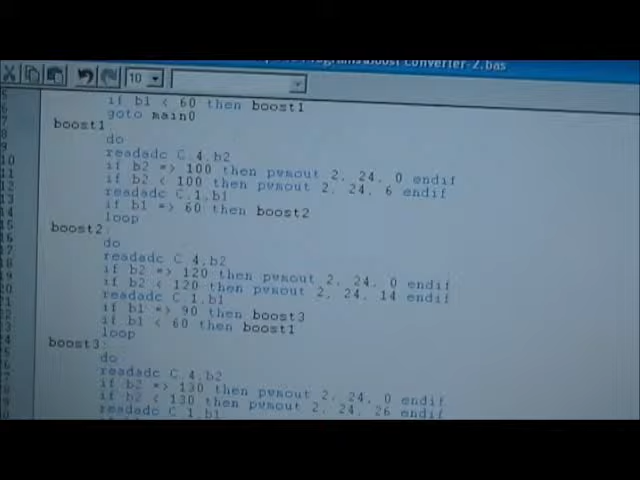 Converter-2.bas
10
if b1 < 60 then boost1
goto main0
boost1:
do
readadc C.4,b2
if b2 => 100 then pwmout 2, 24, 0 endif
if b2 < 100 then pwmout 2, 24, 6 endif
readadc C.1,b1
if b1 => 60 then boost2
loop
boost2:
do
readadc C.4,b2
if b2 => 120 then pwmout 2, 24, 0 endif
if b2 < 120 then pwmout 2, 24, 14 endif
readadc C.1,b1
if b1 => 90 then boost3
if b1 < 60 then boost1
loop
boost3:
do
readadc C.4,b2
if b2 => 130 then pwmout 2, 24, 0 endif
if b2 < 130 then pwmout 2, 24, 26 endif
readadc C.1,b1